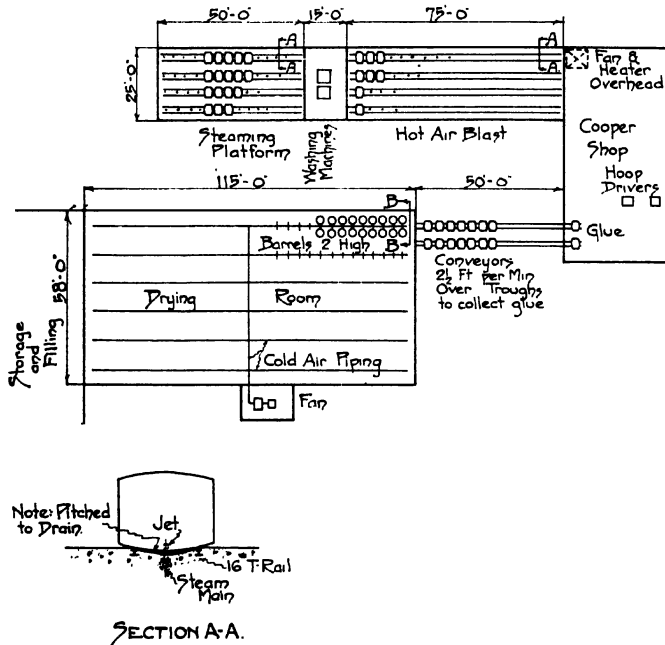 50'-0" 15'-0" 75'-0"
A A
A A
25'-0"
Fan &
Heater
Overhead
Steaming
Platform
Washing
Machines
Hot Air Blast
Cooper
Shop
Hoop
Drivers
115'-0" 50'-0"
B
B
Glue
Barrels 2 High
Conveyors
2½ Ft per Min
Over Troughs
to collect glue
58'-0"
Drying Room
Storage
and
Filling
Cold Air Piping
Fan
Note: Pitched
to Drain.
Jet
16 T-Rail
Steam
Main
SECTION A-A.